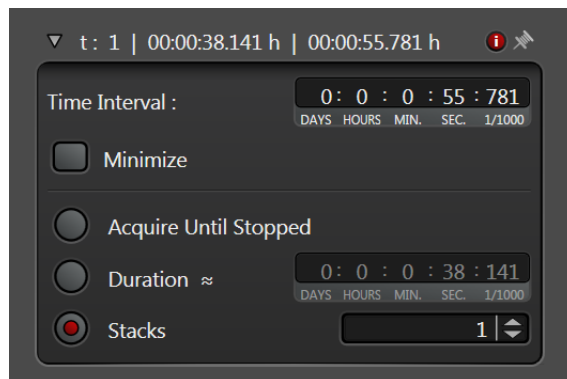 t: 1 | 00:00:38.141 h | 00:00:55.781 h i
Time Interval : 0: 0 : 0 : 55 : 781
DAYS HOURS MIN. SEC. 1/1000
Minimize
Acquire Until Stopped
Duration ≈ 0: 0 : 0 : 38 : 141
DAYS HOURS MIN. SEC. 1/1000
Stacks 1